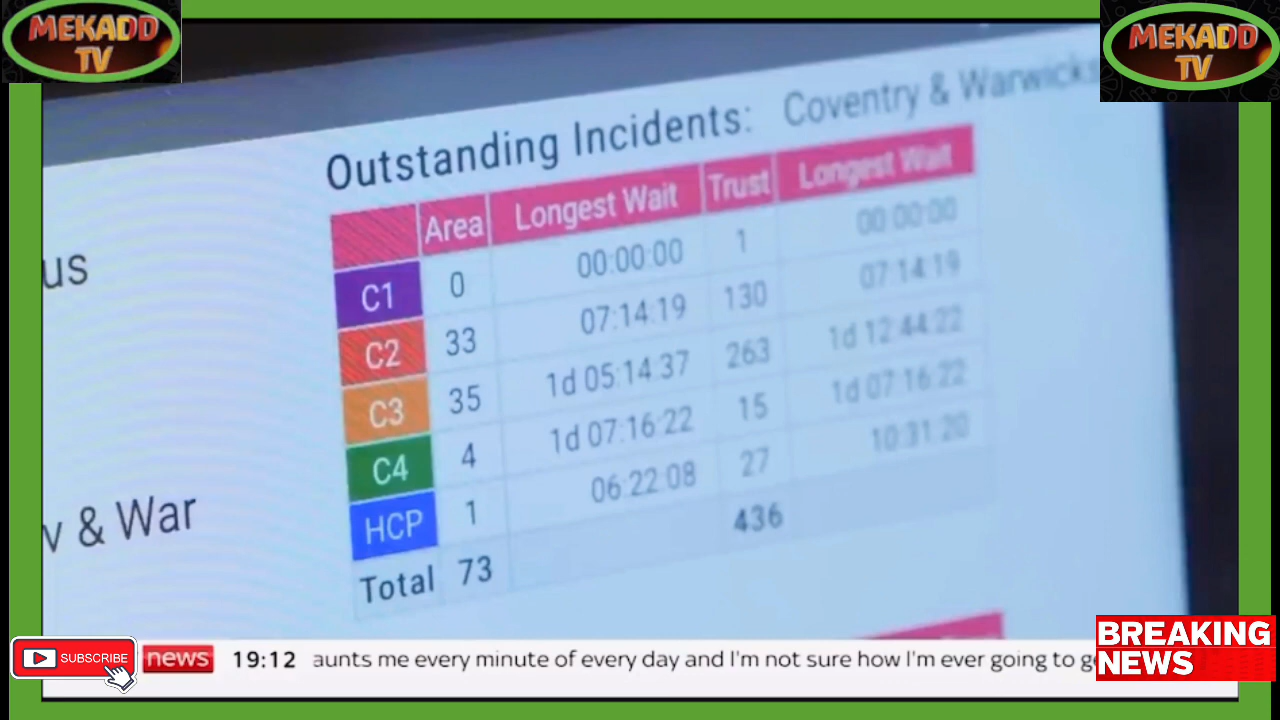 MEKADD
TV
MEKADD
TV
Outstanding Incidents: Coventry & Warwicks
Area Longest Wait Trust Longest Wait
C1 0 00:00:00 1 00:00:00
C2 33 07:14:19 130 07:14:19
C3 35 1d 05:14:37 263 1d 12:44:22
C4 4 1d 07:16:22 15 1d 07:16:22
HCP 1 06:22:08 27 10:31:20
Total 73 436
us
& War
SUBSCRIBE
news 19:12 aunts me every minute of every day and I'm not sure how I'm ever going to g
BREAKING
NEWS